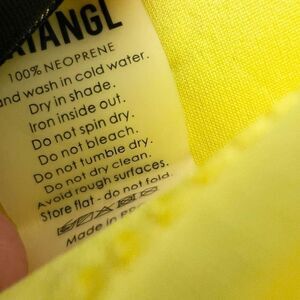 100% NEOPRENE
and wash in cold water.
Dry in shade.
Iron inside out.
Do not spin dry.
Do not bleach.
Do not tumble dry.
Do not dry clean.
Avoid rough surfaces.
Store flat - do not fold.
Made in